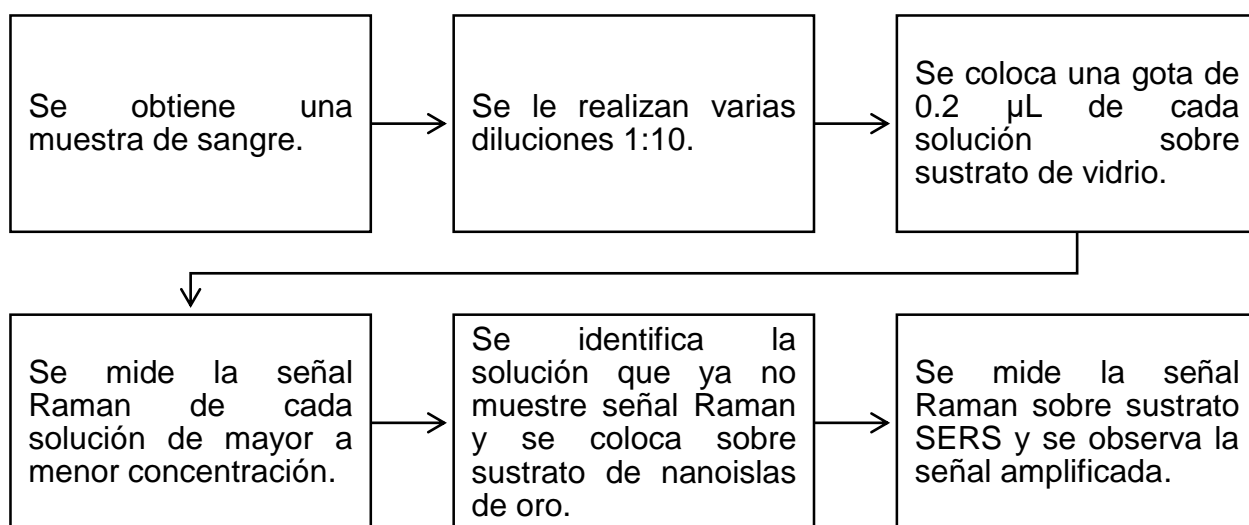 Se obtiene una
muestra de sangre.
Se le realizan varias
diluciones 1:10.
Se coloca una gota de
0.2 µL de cada
solución sobre
sustrato de vidrio.
Se mide la señal
Raman de cada
solución de mayor a
menor concentración.
Se identifica la
solución que ya no
muestre señal Raman
y se coloca sobre
sustrato de nanoislas
de oro.
Se mide la señal
Raman sobre sustrato
SERS y se observa la
señal amplificada.